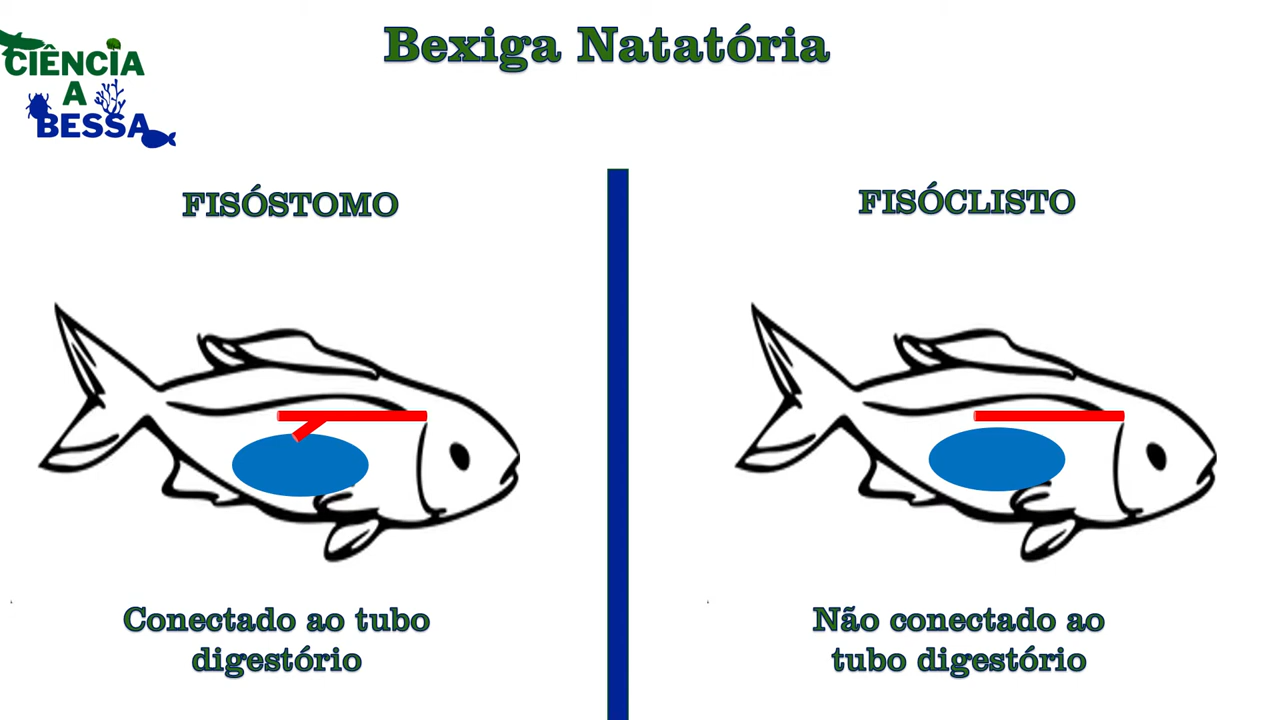 CIÊNCIA
A
BESSA
Bexiga Natatória
FISÓSTOMO
FISÓCLISTO
Conectado ao tubo
digestório
Não conectado ao
tubo digestório